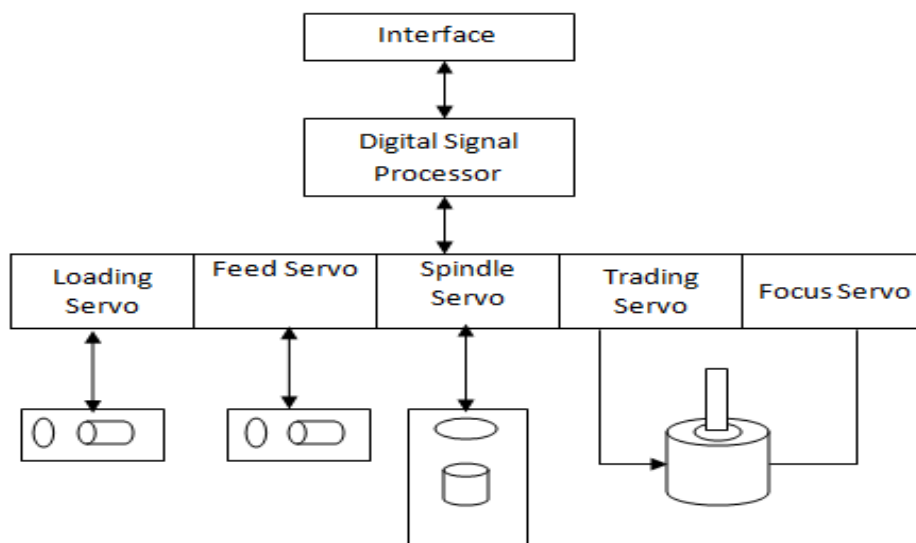 Interface
Digital Signal
Processor
Loading
Servo
Feed Servo
Spindle
Servo
Trading
Servo
Focus Servo